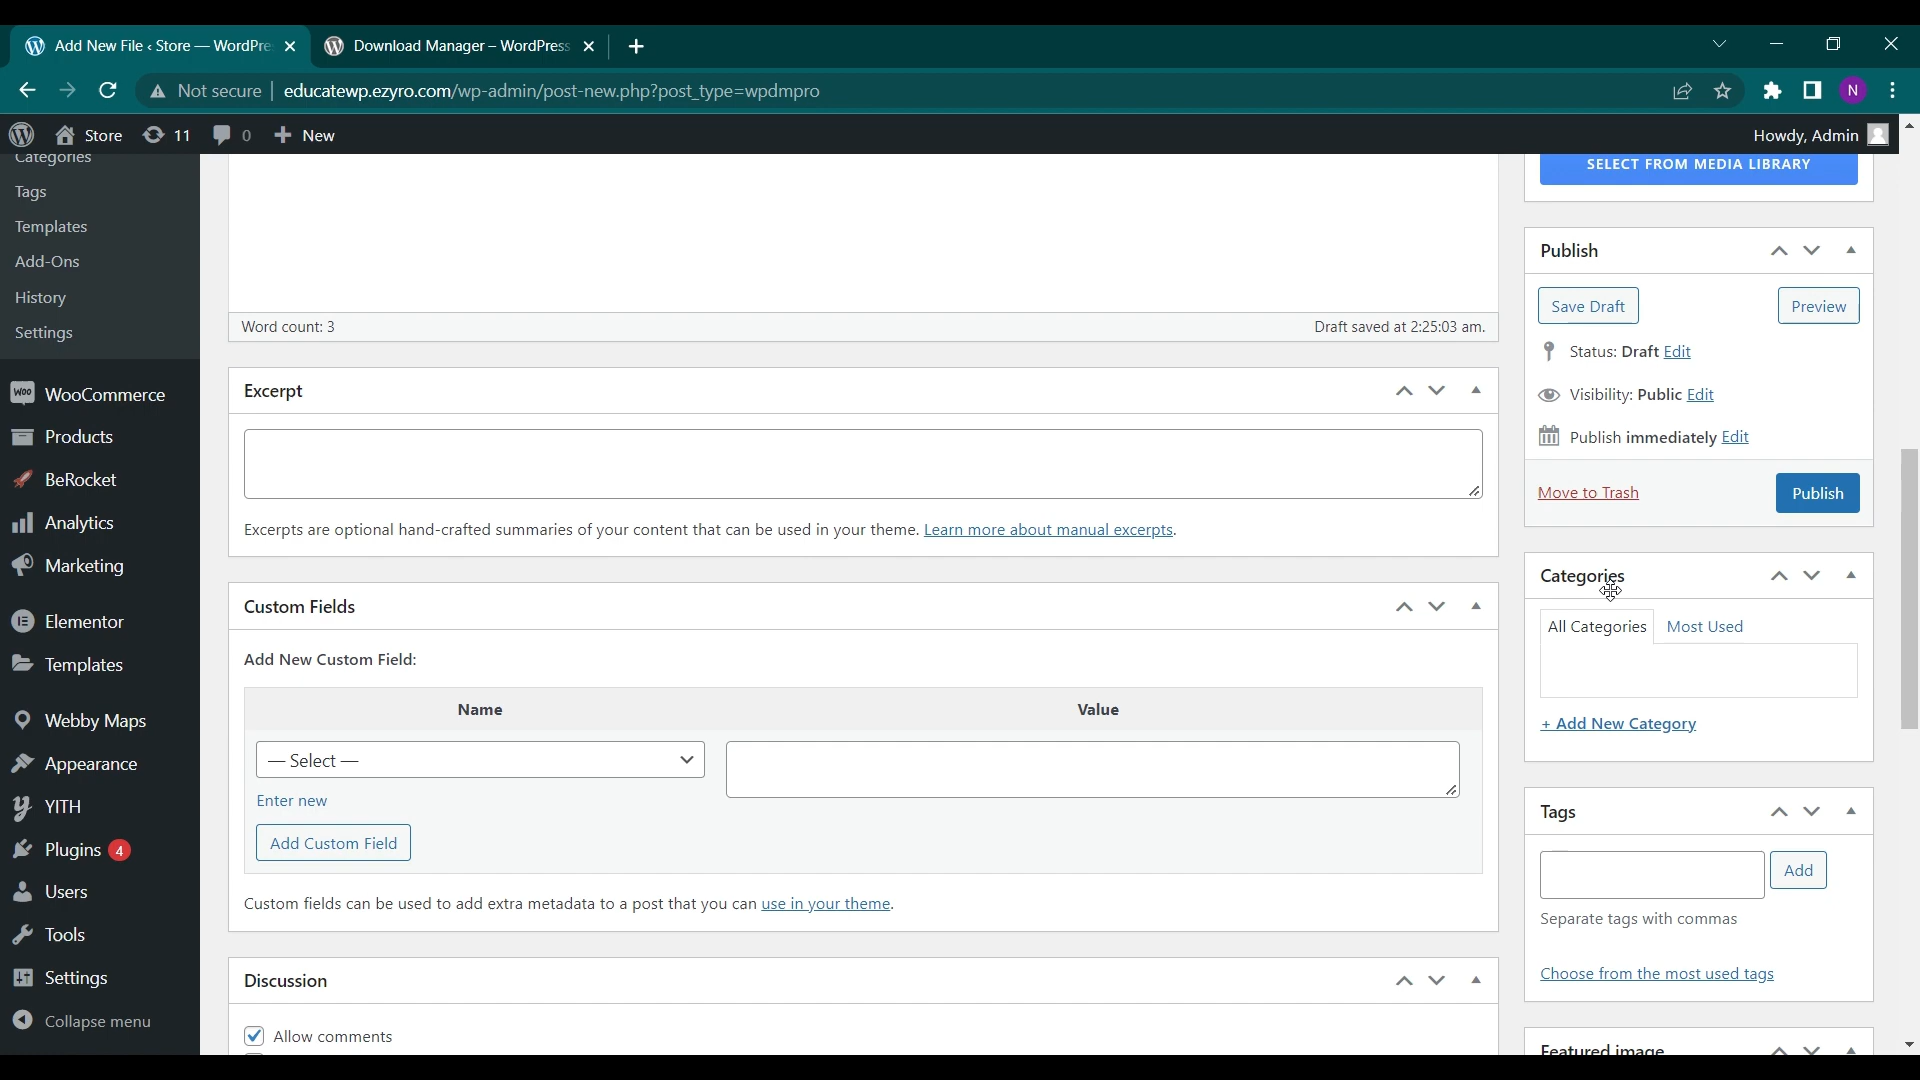 Add New File ‹ Store — WordPre
Download Manager – WordPress
Not secure
educatewp.ezyro.com/wp-admin/post-new.php?post_type=wpdmpro
N
Store
11
0
New
Howdy, Admin
Categories
Tags
Templates
Add-Ons
History
Settings
WooCommerce
Products
BeRocket
Analytics
Marketing
Elementor
Templates
Webby Maps
Appearance
YITH
Plugins 4
Users
Tools
Settings
Collapse menu
Word count: 3
Draft saved at 2:25:03 am.
Excerpt
Excerpts are optional hand-crafted summaries of your content that can be used in your theme. Learn more about manual excerpts.
Custom Fields
Add New Custom Field:
Name
Value
— Select —
Enter new
Add Custom Field
Custom fields can be used to add extra metadata to a post that you can use in your theme.
Discussion
Allow comments
SELECT FROM MEDIA LIBRARY
Publish
Save Draft
Preview
Status: Draft Edit
Visibility: Public Edit
Publish immediately Edit
Move to Trash
Publish
Categories
All Categories
Most Used
+ Add New Category
Tags
Add
Separate tags with commas
Choose from the most used tags
Featured image